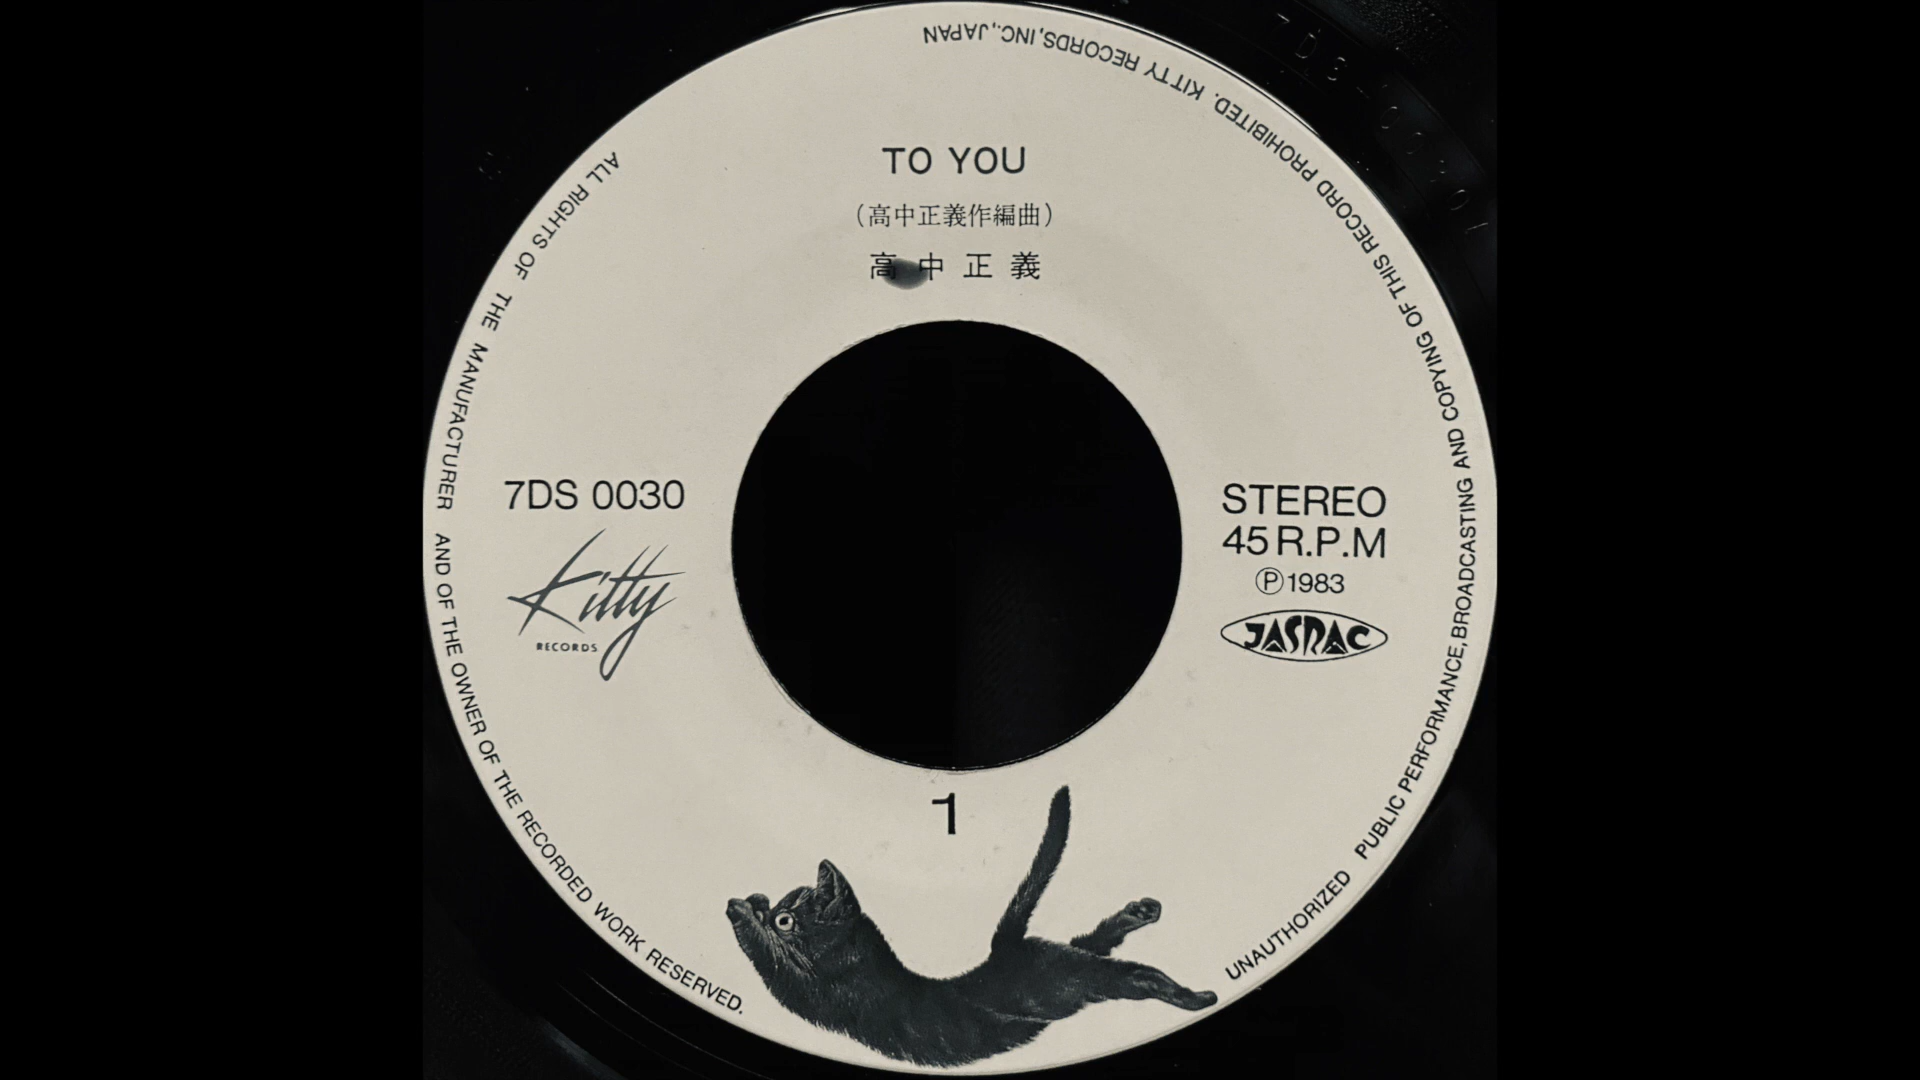 TO YOU
（高中正義作編曲）
高中正義
7DS 0030
Kitty
RECORDS
STEREO
45 R.P.M
Ⓟ1983
JASRAC
1
ALL RIGHTS OF THE MANUFACTURER AND OF THE OWNER OF THE RECORDED WORK RESERVED.
UNAUTHORIZED PUBLIC PERFORMANCE, BROADCASTING AND COPYING OF THIS RECORD PROHIBITED. KITTY RECORDS, INC., JAPAN